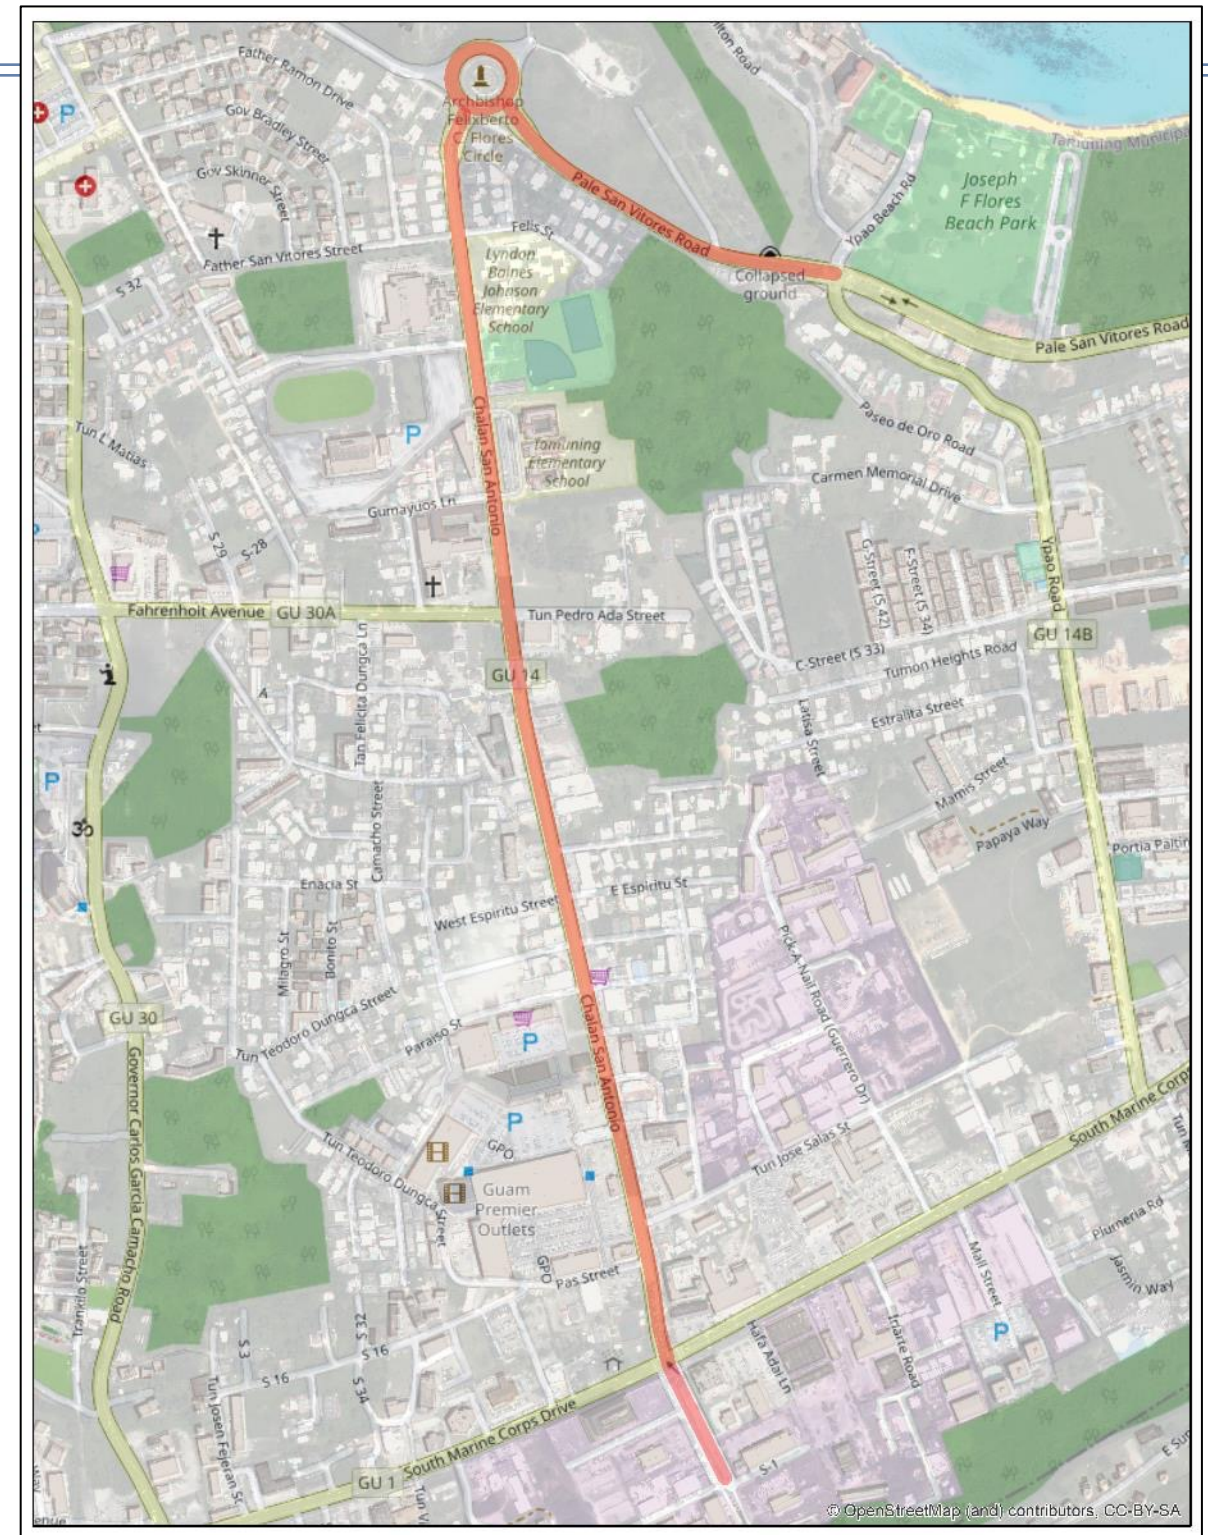 Father Ramon Drive
Gov Bradley Street
Gov Skinner Street
Father San Vitores Street
S 32
Archbishop
Felixberto
C. Flores
Circle
Felis St
Pale San Vitores Road
lton Road
Ypao Beach Rd
Joseph
F Flores
Beach Park
Tamuning Municipa
Collapsed
ground
Pale San Vitores Road
Lyndon
Baines
Johnson
Elementary
School
Chalan San Antonio
Tamuning
Elementary
School
Tun L Matias
P
P
Gumayuos Ln
S 29
S-28
Paseo de Oro Road
Carmen Memorial Drive
G-Street (S 42)
F-Street (S 34)
Ypao Road
Fahrenholt Avenue
GU 30A
Tun Pedro Ada Street
GU 14B
C-Street (S 33)
Tumon Heights Road
GU 14
A
Tan Felicita Dungca Ln
Latisa Street
Estralita Street
Mamis Street
Papaya Way
Portia Palting
P
ॐ
Camacho Street
Enacia St
West Espiritu Street
E Espiritu St
Milagro St
Bonito St
Pick-A-Nail Road (Guerrero Dr)
GU 30
Tun Teodoro Dungca Street
Paraiso St
P
Chalan San Antonio
P
GPO
South Marine Corps
Governor Carlos Garcia Camacho Road
Tun Teodoro Dungca Street
Guam
Premier
Outlets
Tun Jose Salas St
GPO
Pas Street
Mall Street
Plumeria Rd
Jasmin Way
P
Trankilo Street
S 3
S 32
S 16
S 16
S 34
Hafa Adai Ln
Iriarte Road
Tun Josen Fejeran St.
South Marine Corps Drive
GU 1
S-1
E Sun
© OpenStreetMap (and) contributors, CC-BY-SA